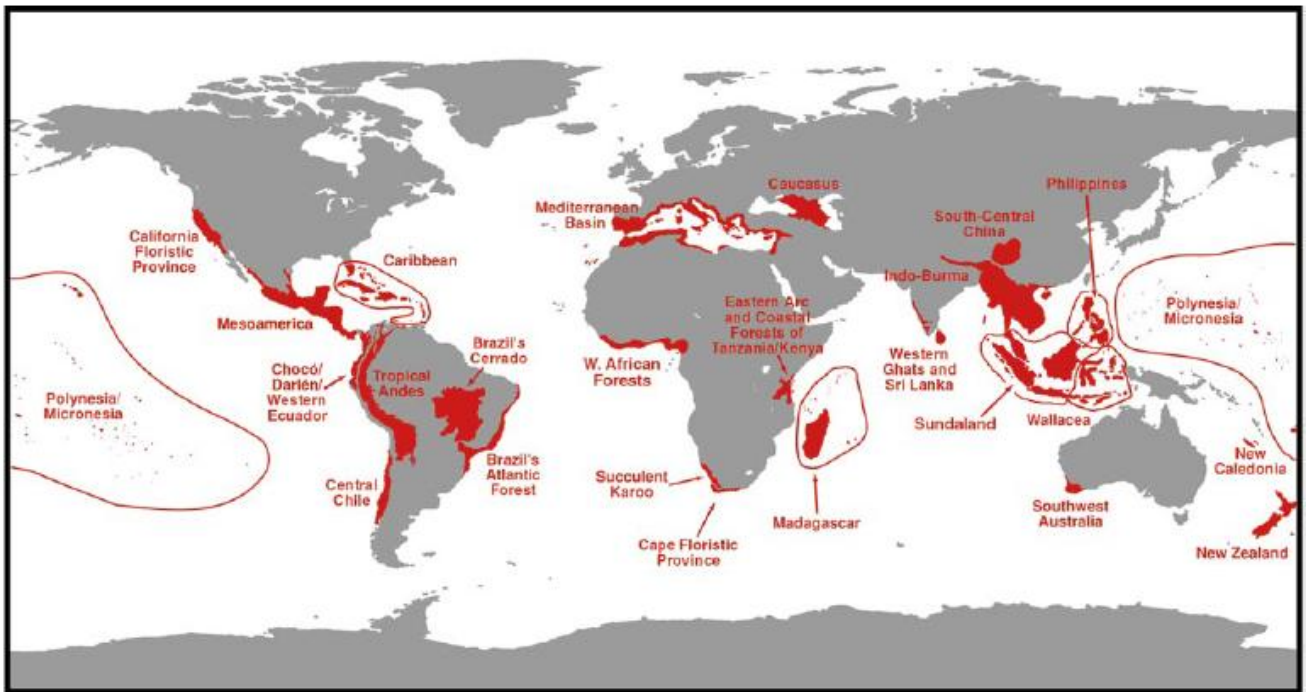 Caucasus
Philippines
Mediterranean
Basin
South-Central
China
California
Floristic
Province
Caribbean
Indo-Burma
Eastern Arc
and Coastal
Forests of
Tanzania/Kenya
Polynesia/
Micronesia
Mesoamerica
Brazil's
Cerrado
W. African
Forests
Western
Ghats and
Sri Lanka
Chocó/
Darién/
Western
Ecuador
Tropical
Andes
Polynesia/
Micronesia
Sundaland
Wallacea
New
Caledonia
Central
Chile
Brazil's
Atlantic
Forest
Succulent
Karoo
Madagascar
Southwest
Australia
Cape Floristic
Province
New Zealand